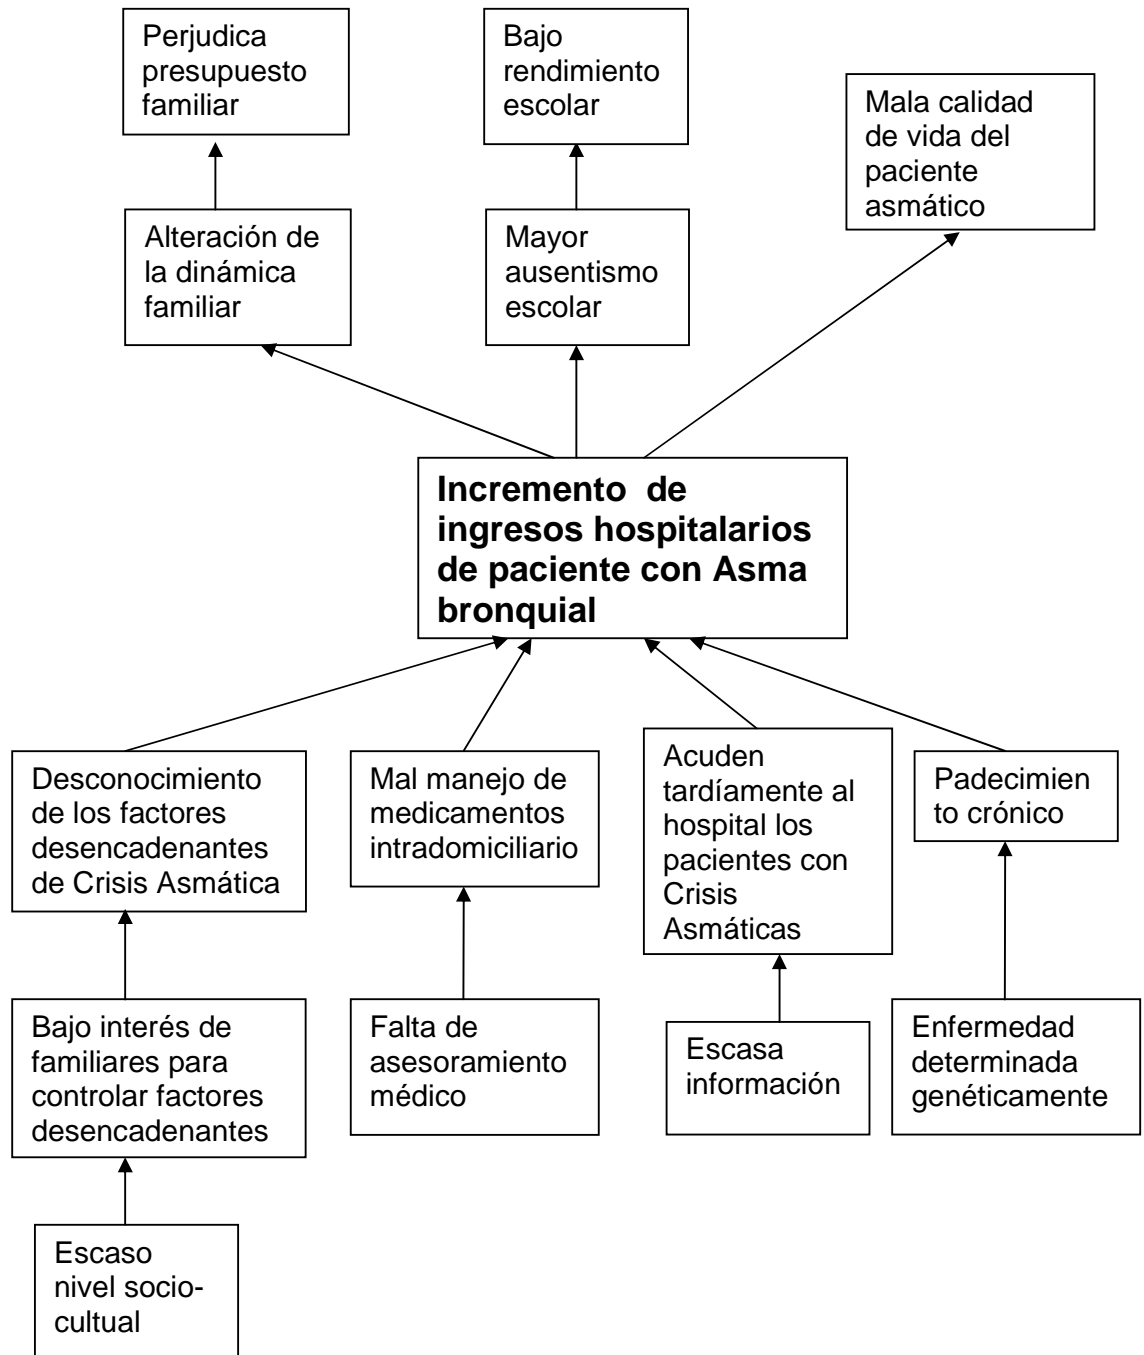 Perjudica
presupuesto
familiar
Bajo
rendimiento
escolar
Mala calidad
de vida del
paciente
asmático
Alteración de
la dinámica
familiar
Mayor
ausentismo
escolar
Incremento de
ingresos hospitalarios
de paciente con Asma
bronquial
Desconocimiento
de los factores
desencadenantes
de Crisis Asmática
Mal manejo de
medicamentos
intradomiciliario
Acuden
tardíamente al
hospital los
pacientes con
Crisis
Asmáticas
Padecimien
to crónico
Bajo interés de
familiares para
controlar factores
desencadenantes
Falta de
asesoramiento
médico
Escasa
información
Enfermedad
determinada
genéticamente
Escaso
nivel socio-
cultual